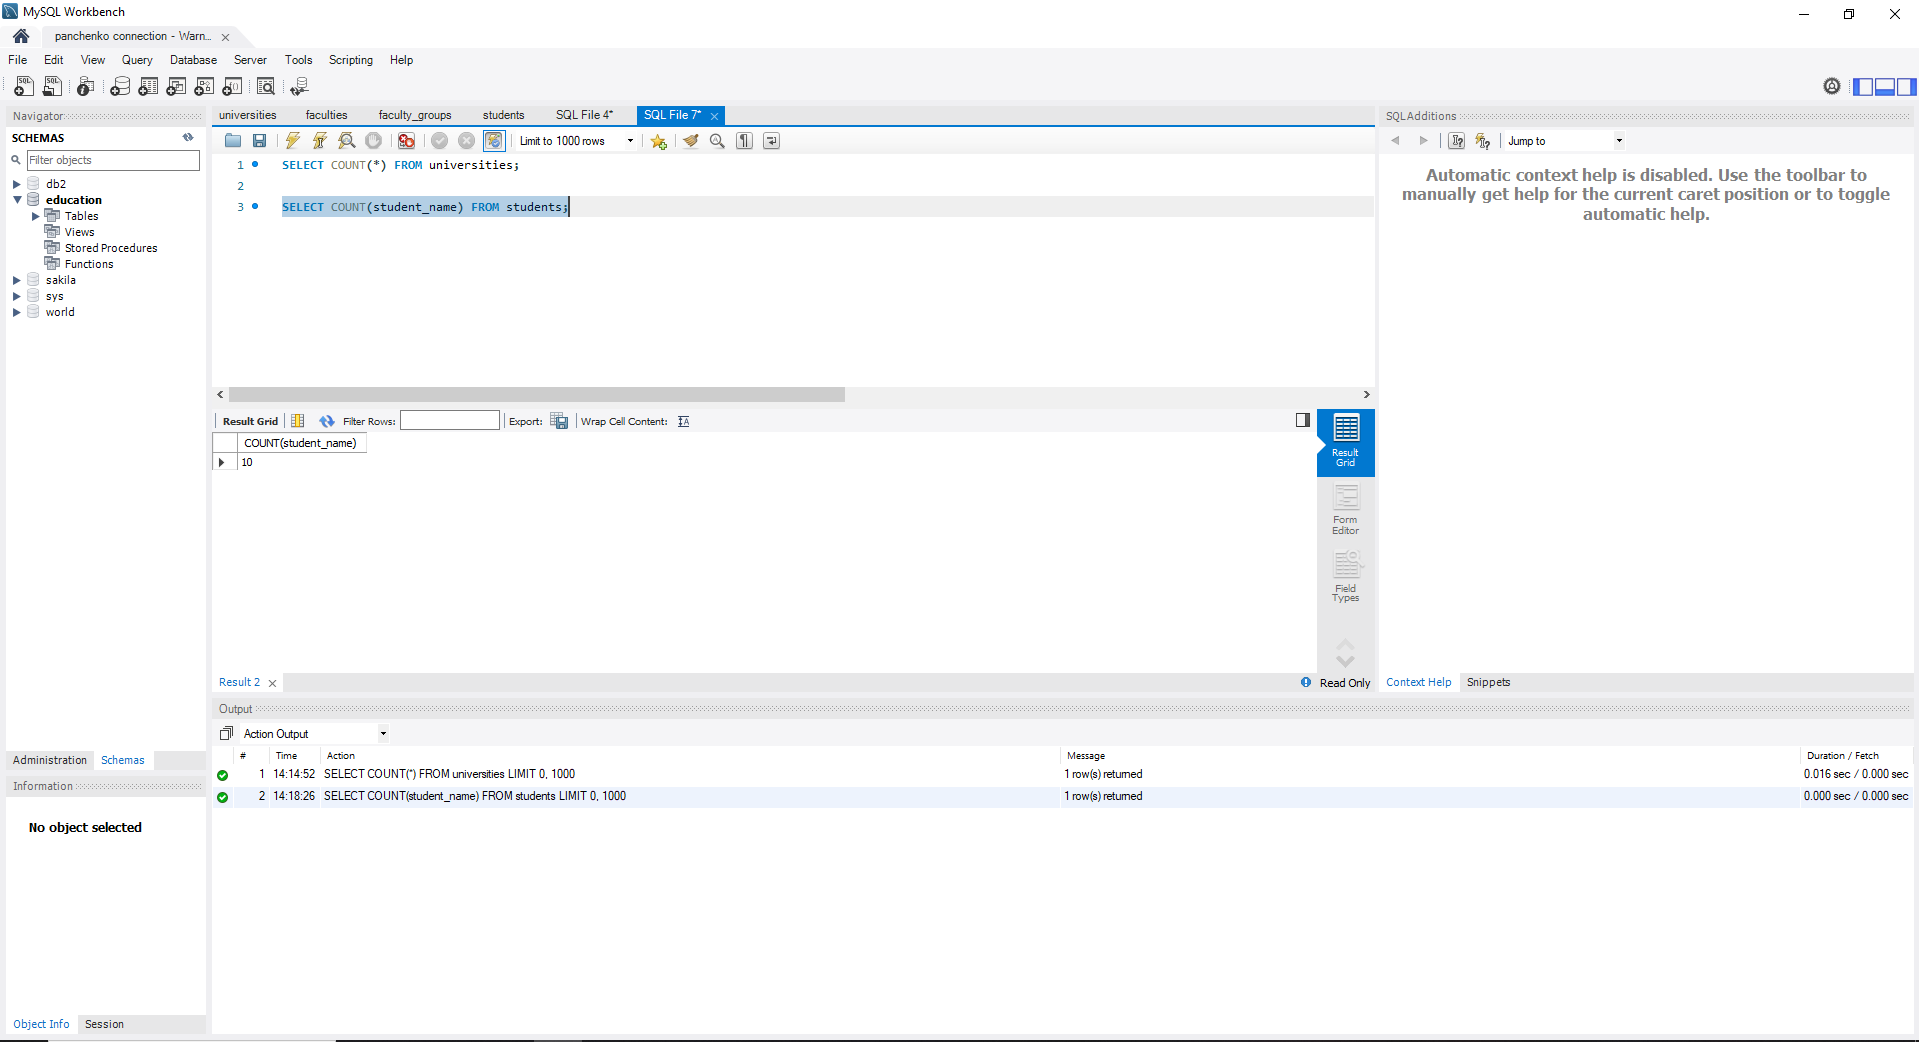 MySQL Workbench
panchenko connection - Warn...
File Edit View Query Database Server Tools Scripting Help
Navigator
SCHEMAS
Filter objects
db2
education
Tables
Views
Stored Procedures
Functions
sakila
sys
world
Administration Schemas
Information
No object selected
Object Info Session
universities faculties faculty_groups students SQL File 4* SQL File 7*
Limit to 1000 rows
1 SELECT COUNT(*) FROM universities;
2
3 SELECT COUNT(student_name) FROM students;
Result Grid Filter Rows: Export: Wrap Cell Content:
COUNT(student_name)
10
Result Grid
Form Editor
Field Types
Result 2
Read Only
SQLAdditions
Jump to
Automatic context help is disabled. Use the toolbar to
manually get help for the current caret position or to toggle
automatic help.
Context Help Snippets
Output
Action Output
# Time Action Message Duration / Fetch
1 14:14:52 SELECT COUNT(*) FROM universities LIMIT 0, 1000 1 row(s) returned 0.016 sec / 0.000 sec
2 14:18:26 SELECT COUNT(student_name) FROM students LIMIT 0, 1000 1 row(s) returned 0.000 sec / 0.000 sec